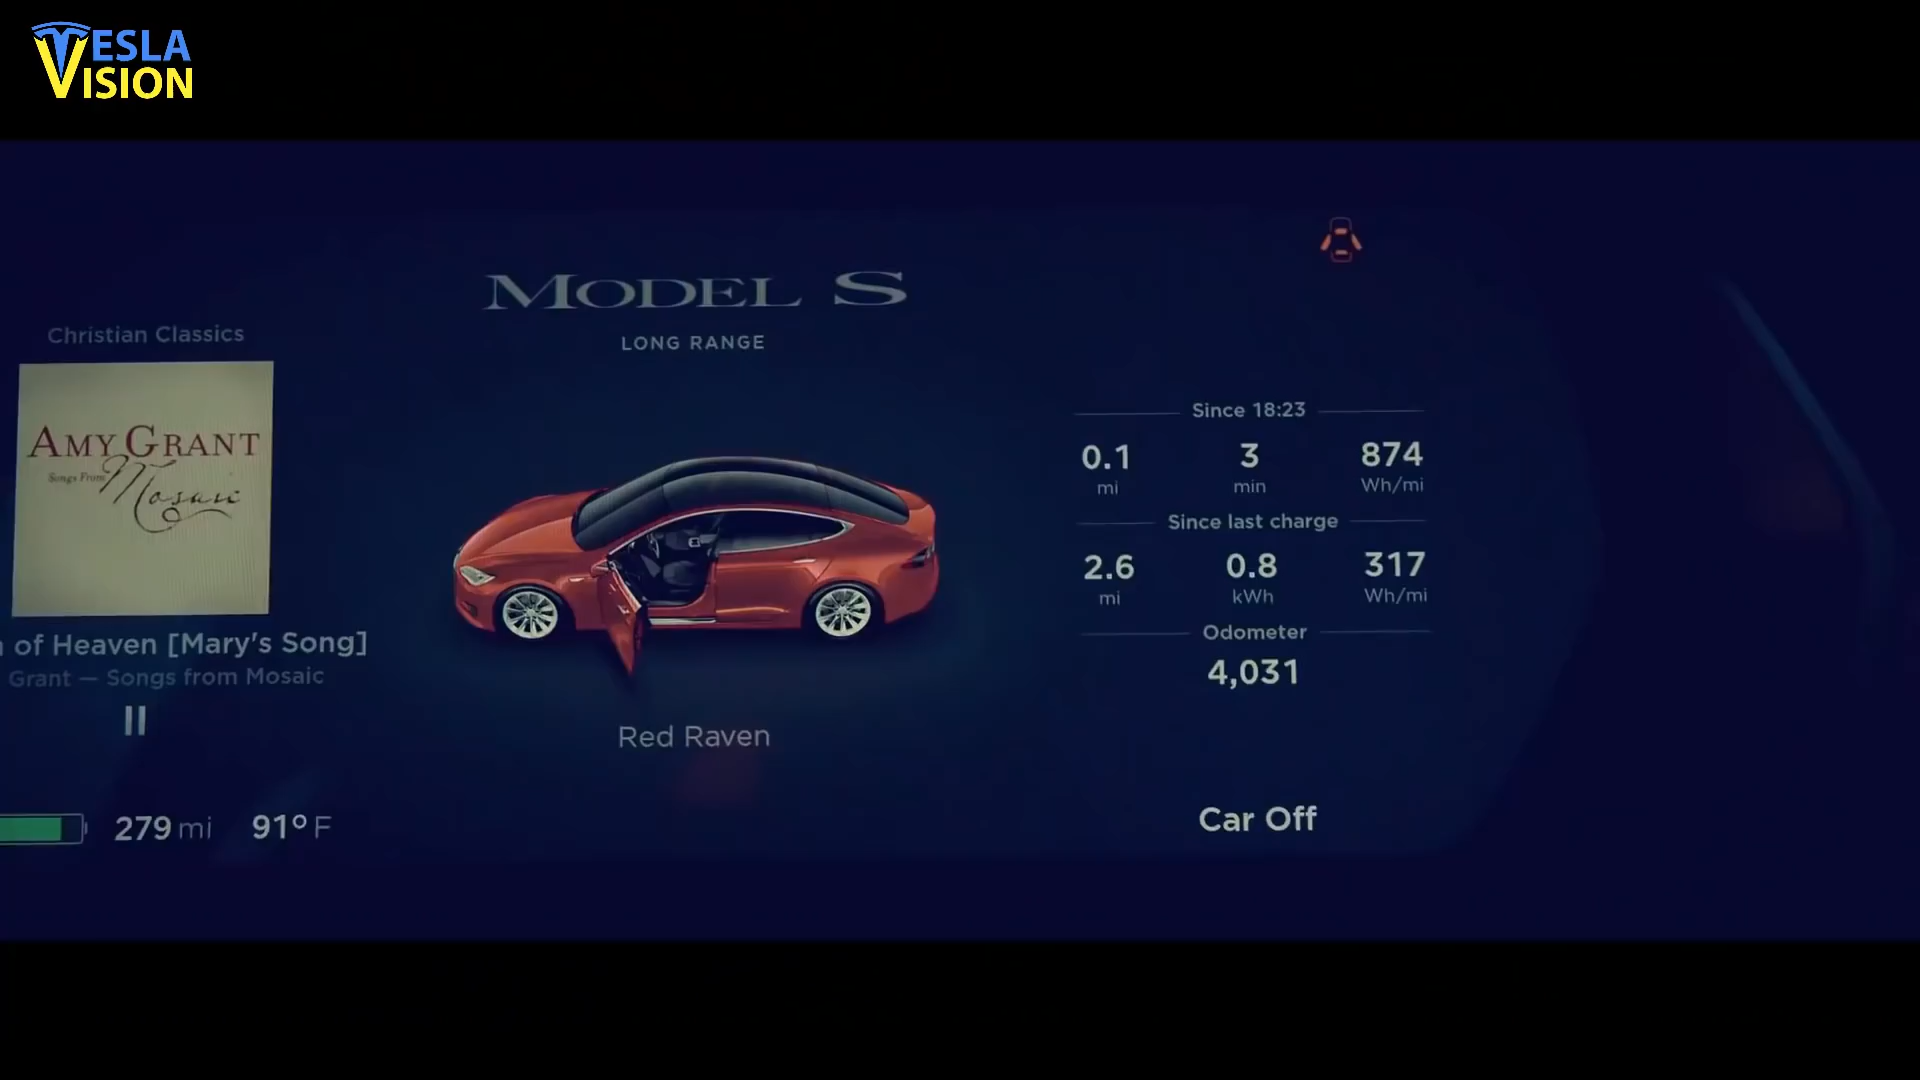 TESLA
VISION
MODEL S
LONG RANGE
Christian Classics
AMY GRANT
Songs From
Mosaic
of Heaven [Mary's Song]
Grant — Songs from Mosaic
279 mi 91° F
Red Raven
Since 18:23
0.1 3 874
mi min Wh/mi
Since last charge
2.6 0.8 317
mi kWh Wh/mi
Odometer
4,031
Car Off